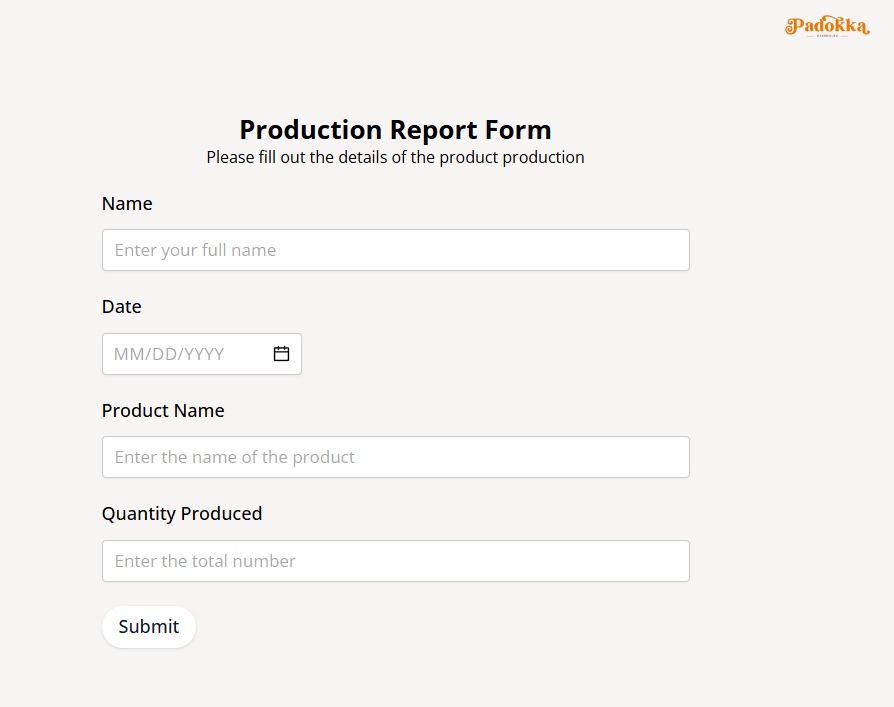 Padokka
Production Report Form
Please fill out the details of the product production
Name
Enter your full name
Date
MM/DD/YYYY
Product Name
Enter the name of the product
Quantity Produced
Enter the total number
Submit